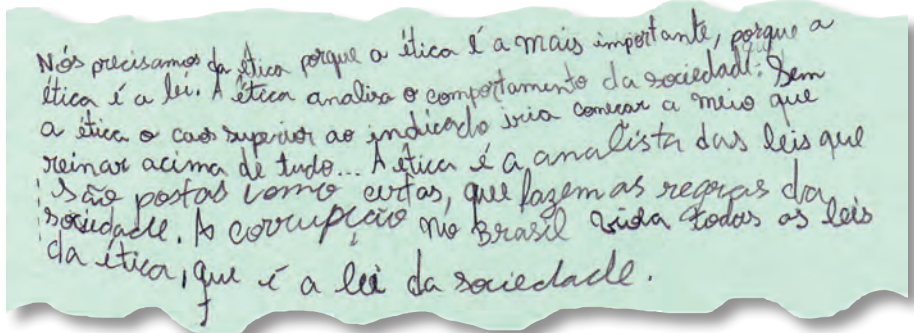 Nós precisamos da ética porque a ética é a mais importante, porque a
ética é a lei. A ética analisa o comportamento da sociedade: Sem
a ética o caos superior ao indicado iria começar a meio que
reinar acima de tudo... A ética é a analista das leis que
são postas como certas, que fazem as regras da
sociedade. A corrupção no Brasil viola todas as leis
da ética, que é a lei da sociedade.